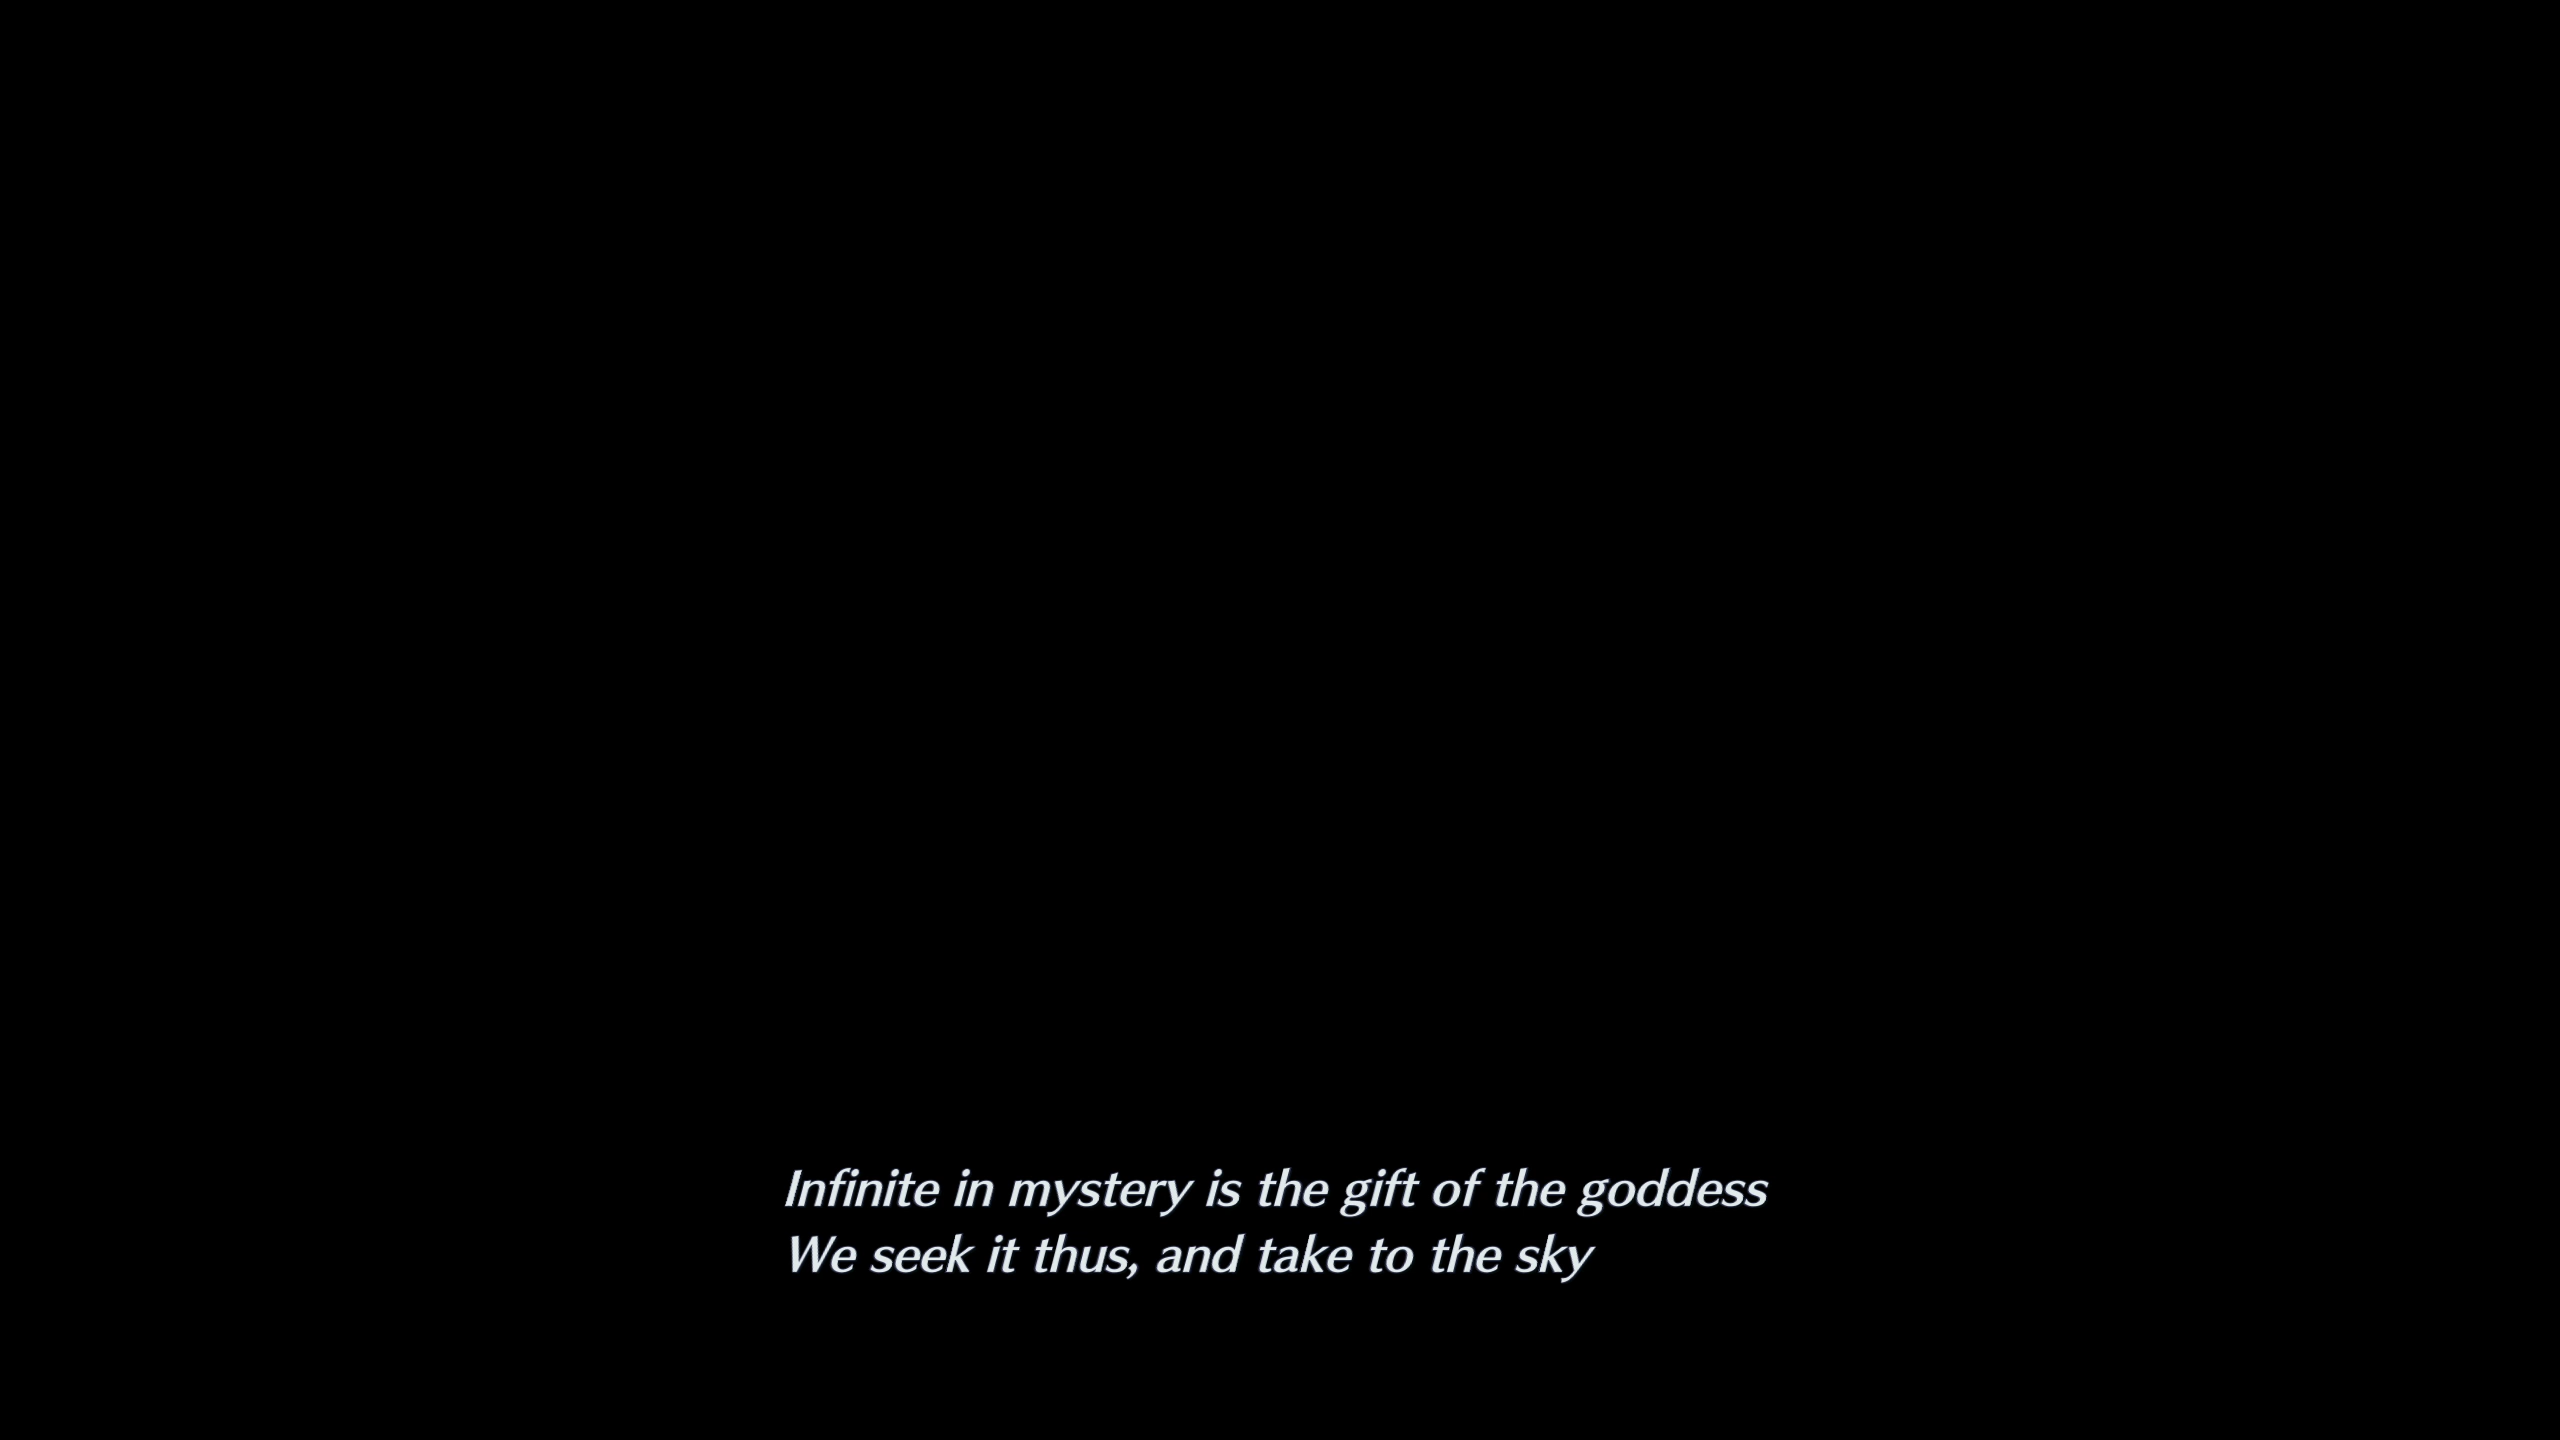 Infinite in mystery is the gift of the goddess
We seek it thus, and take to the sky